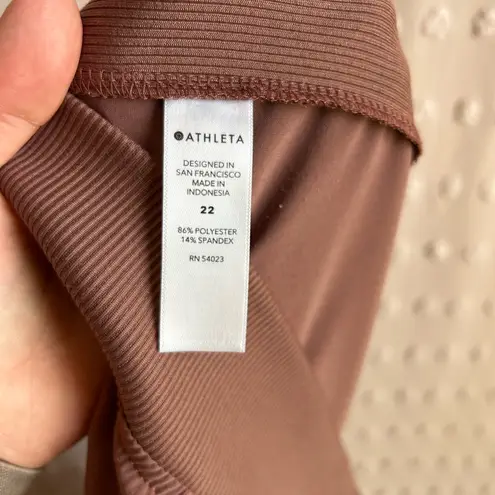 ATHLETA
DESIGNED IN
SAN FRANCISCO
MADE IN
INDONESIA
22
86% POLYESTER
14% SPANDEX
RN 54023